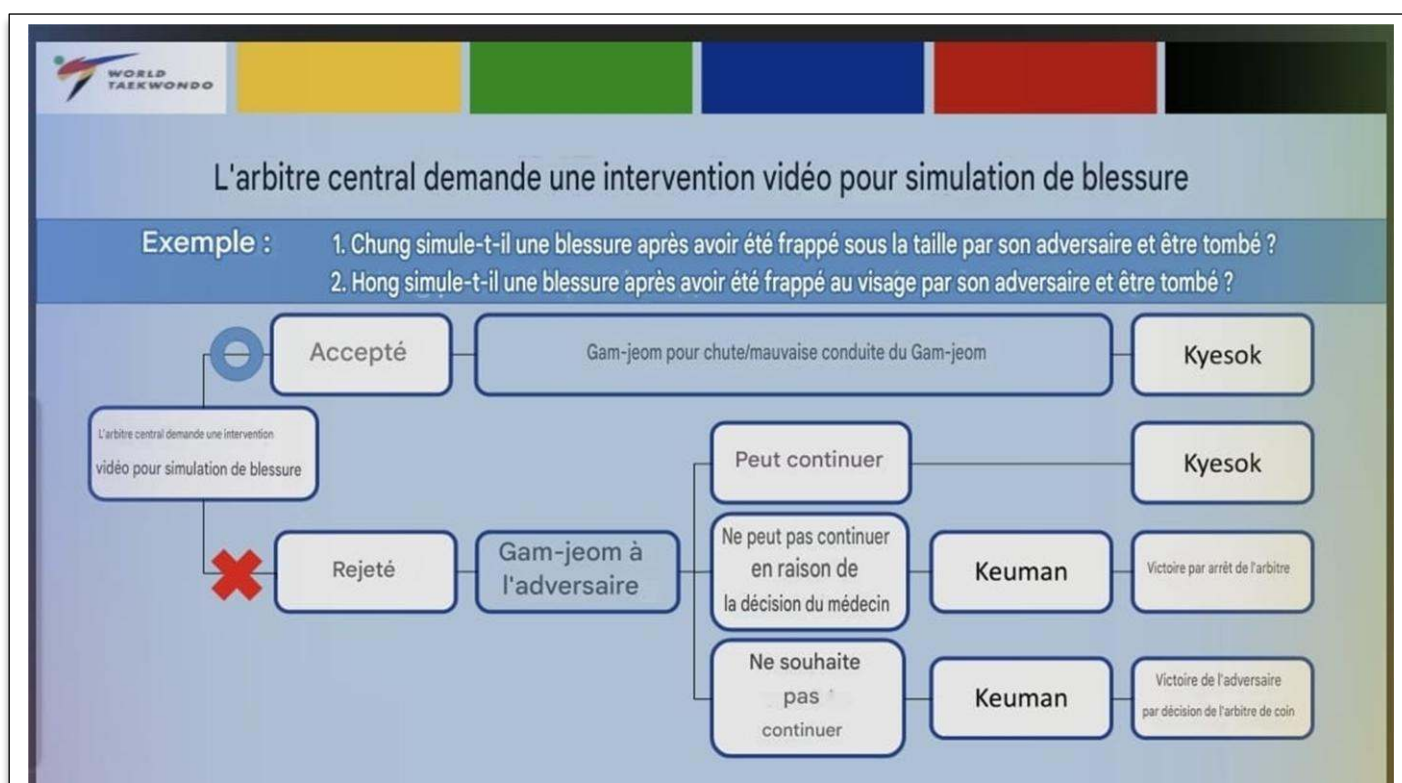 WORLD
TAEKWONDO
L'arbitre central demande une intervention vidéo pour simulation de blessure
Exemple :
1. Chung simule-t-il une blessure après avoir été frappé sous la taille par son adversaire et être tombé ?
2. Hong simule-t-il une blessure après avoir été frappé au visage par son adversaire et être tombé ?
Accepté
Gam-jeom pour chute/mauvaise conduite du Gam-jeom
Kyesok
L'arbitre central demande une intervention
vidéo pour simulation de blessure
Peut continuer
Kyesok
Rejeté
Gam-jeom à
l'adversaire
Ne peut pas continuer
en raison de
la décision du médecin
Keuman
Victoire par arrêt de l'arbitre
Ne souhaite
pas
continuer
Keuman
Victoire de l'adversaire
par décision de l'arbitre de coin